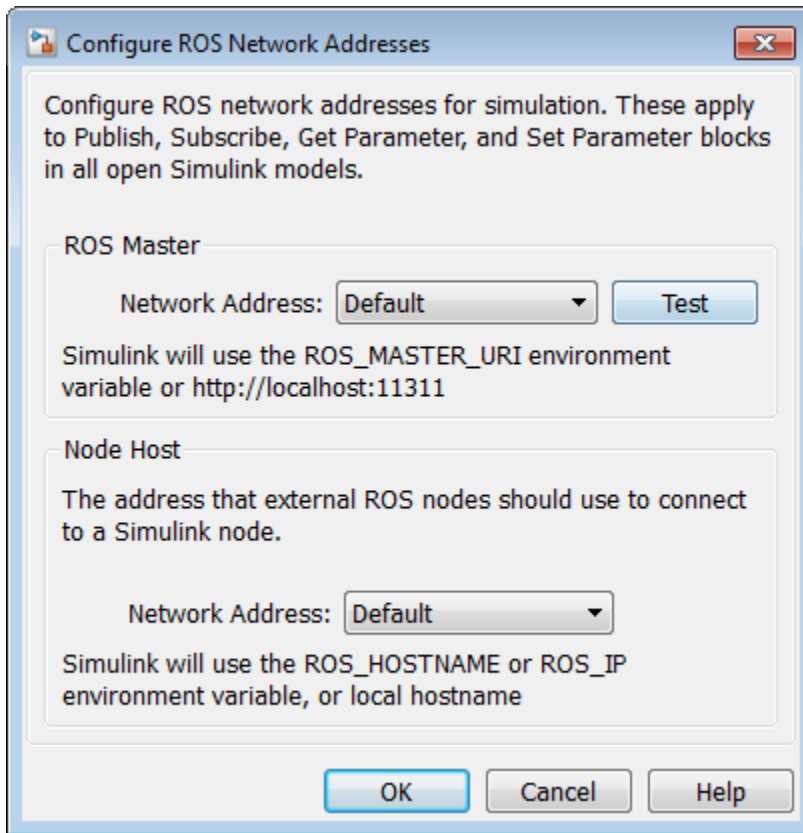 Configure ROS Network Addresses
Configure ROS network addresses for simulation. These apply
to Publish, Subscribe, Get Parameter, and Set Parameter blocks
in all open Simulink models.
ROS Master
Network Address: Default Test
Simulink will use the ROS_MASTER_URI environment
variable or http://localhost:11311
Node Host
The address that external ROS nodes should use to connect
to a Simulink node.
Network Address: Default
Simulink will use the ROS_HOSTNAME or ROS_IP
environment variable, or local hostname
OK Cancel Help